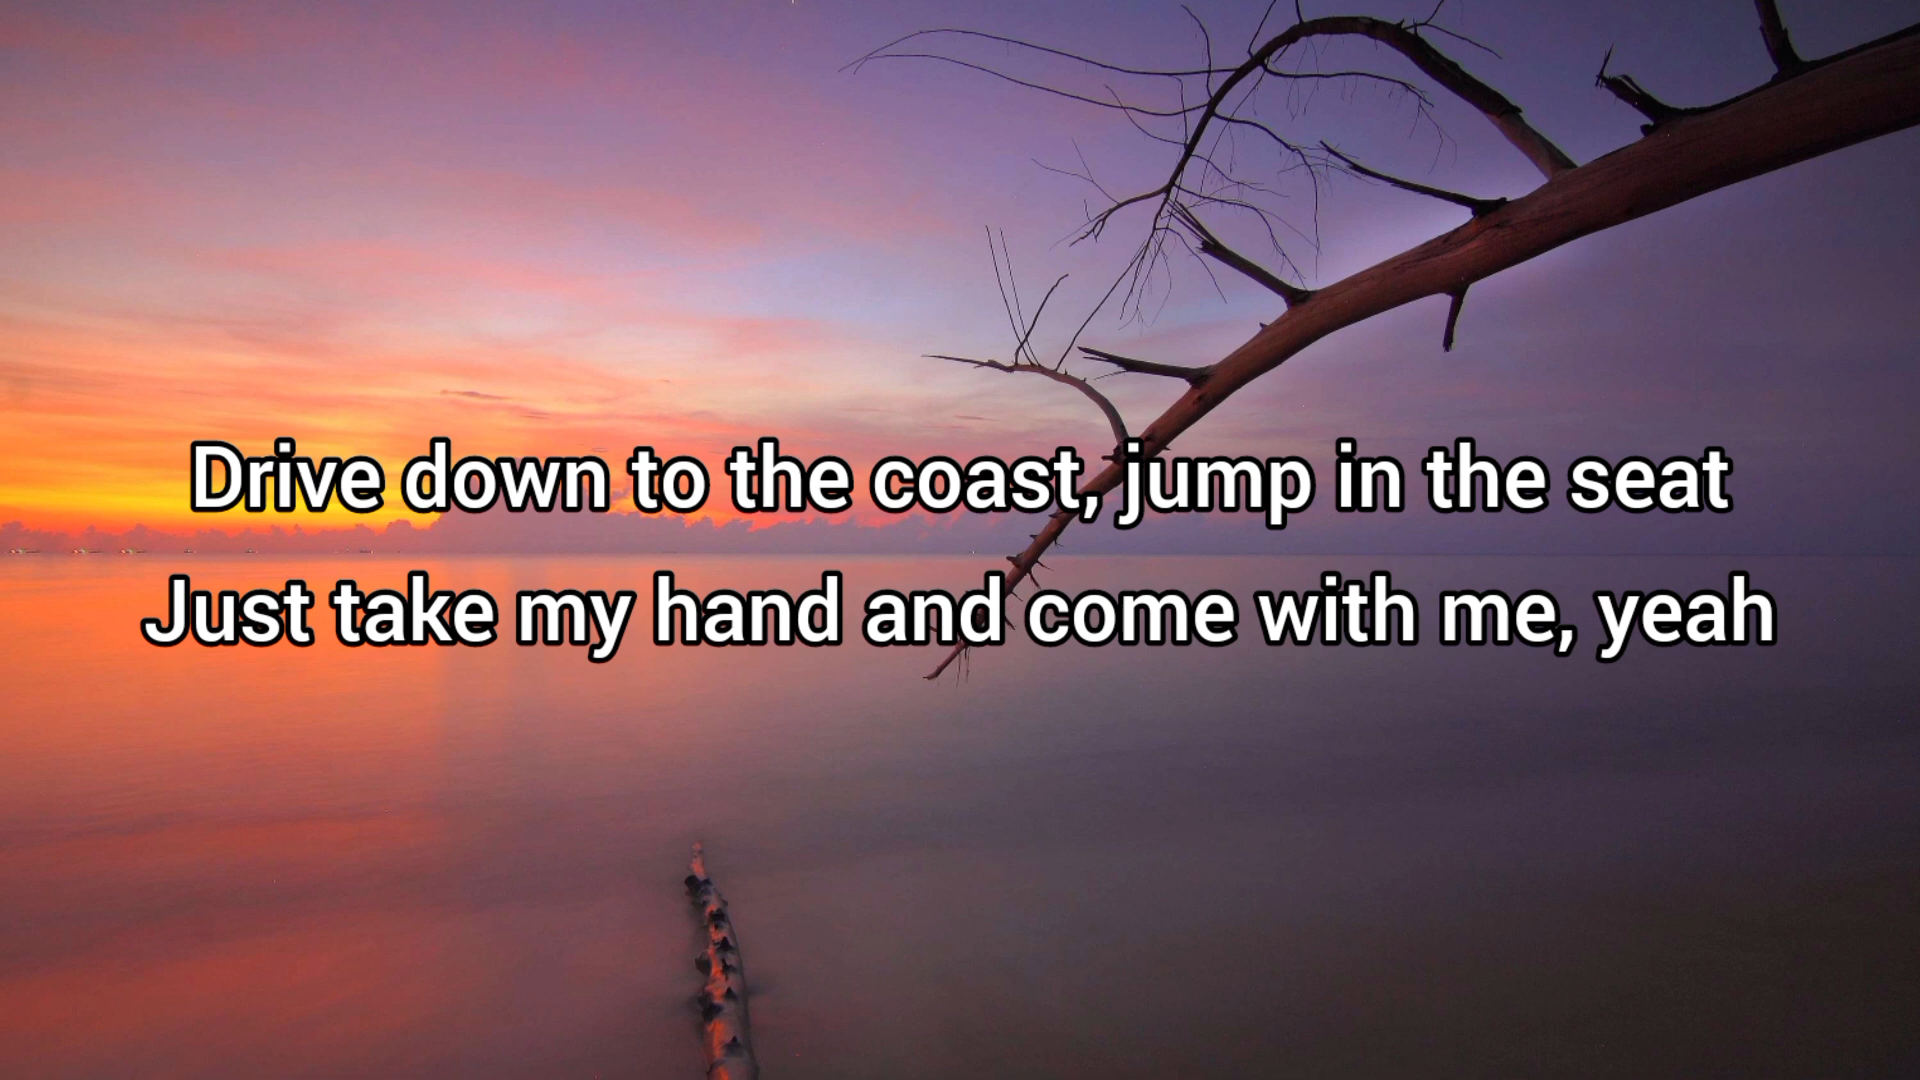 Drive down to the coast, jump in the seat
Just take my hand and come with me, yeah